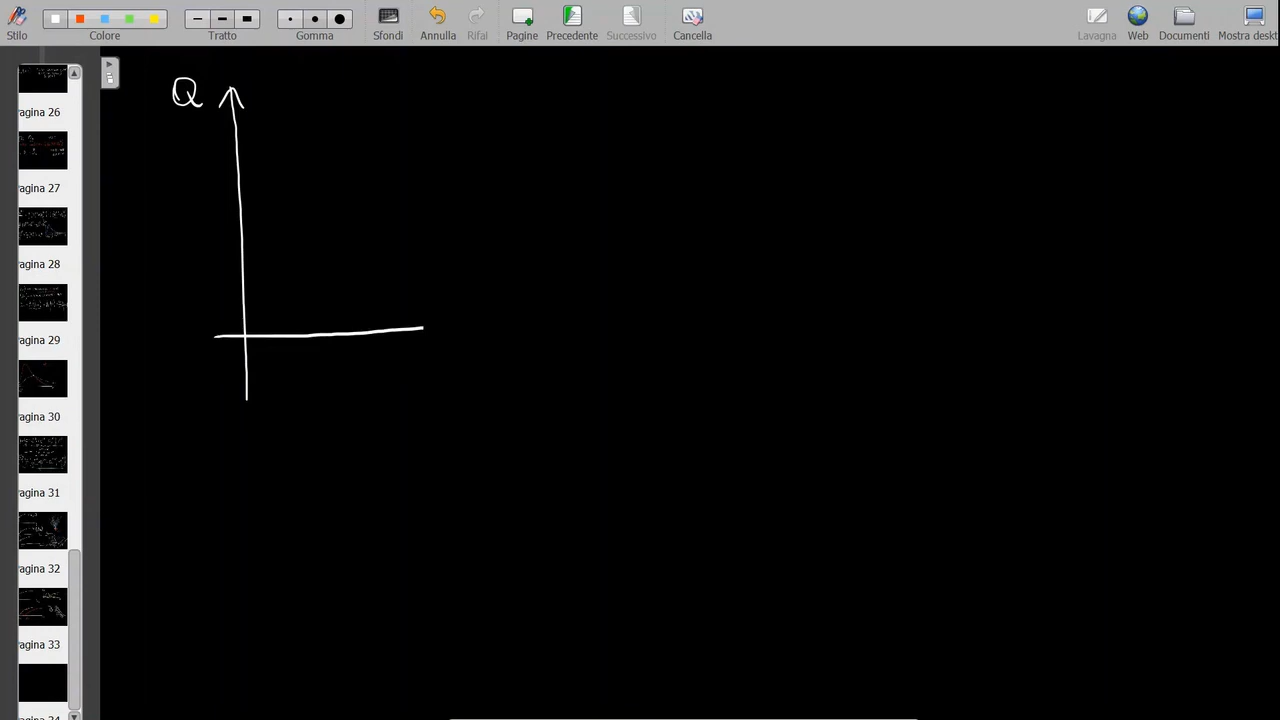 Stilo
Colore
Tratto
Gomma
Sfondi
Annulla
Rifai
Pagine
Precedente
Successivo
Cancella
Lavagna
Web
Documenti
Mostra deskt
agina 26
agina 27
agina 28
agina 29
agina 30
agina 31
agina 32
agina 33
Q